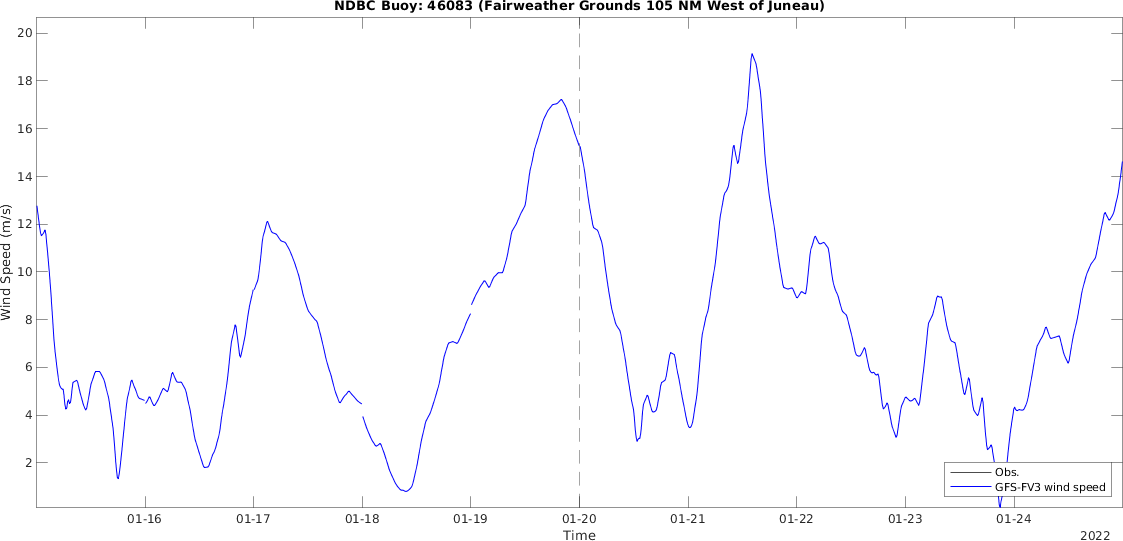 NDBC Buoy: 46083 (Fairweather Grounds 105 NM West of Juneau)
20
18
16
14
12
10
8
6
4
2
Wind Speed (m/s)
Obs.
GFS-FV3 wind speed
01-16 01-17 01-18 01-19 01-20 01-21 01-22 01-23 01-24
Time
2022